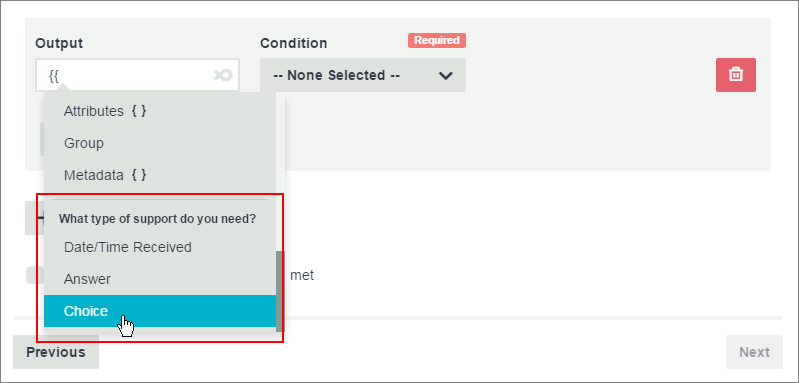 Output
Condition
Required
{{
-- None Selected --
Attributes { }
Group
Metadata { }
What type of support do you need?
Date/Time Received
Answer
met
Choice
Previous
Next